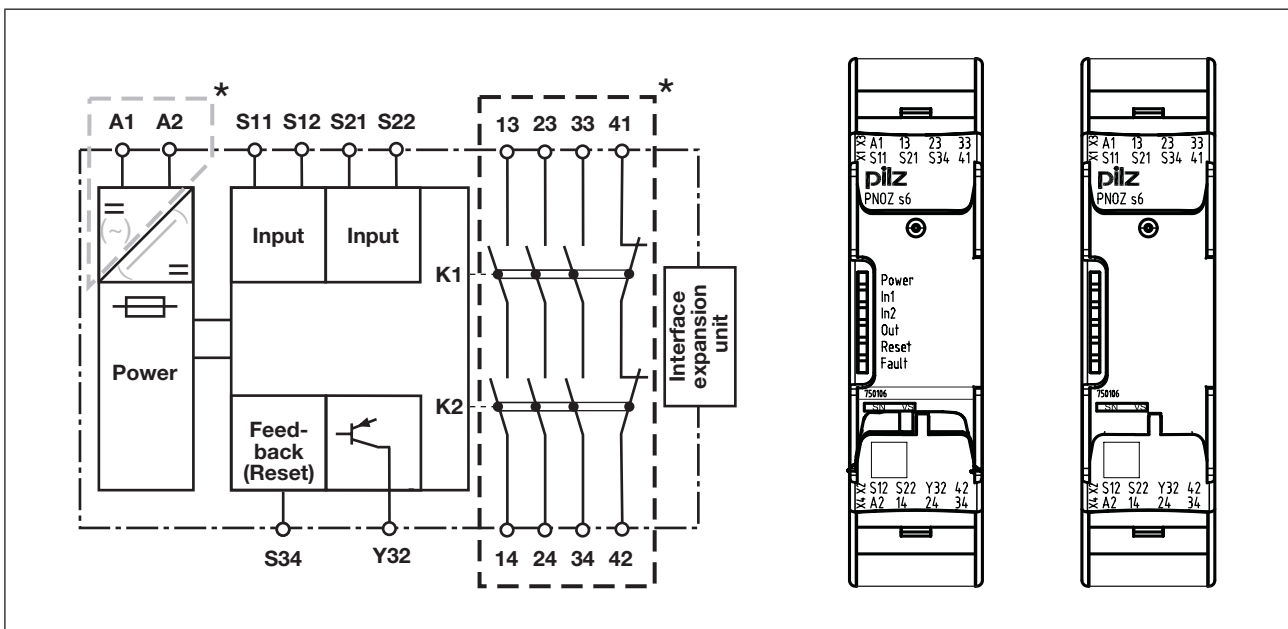 *
*
A1 A2 S11 S12 S21 S22 13 23 33 41
Input Input
K1
Power
Interface expansion unit
K2
Feed-
back
(Reset)
S34 Y32 14 24 34 42
X3 A1 13 23 33
X1 S11 S21 S34 41
pilz
PNOZ s6
Power
In1
In2
Out
Reset
Fault
750106
SN VS
X2 S12 S22 Y32 42
X4 A2 14 24 34
X3 A1 13 23 33
X1 S11 S21 S34 41
pilz
PNOZ s6
750106
SN VS
X2 S12 S22 Y32 42
X4 A2 14 24 34